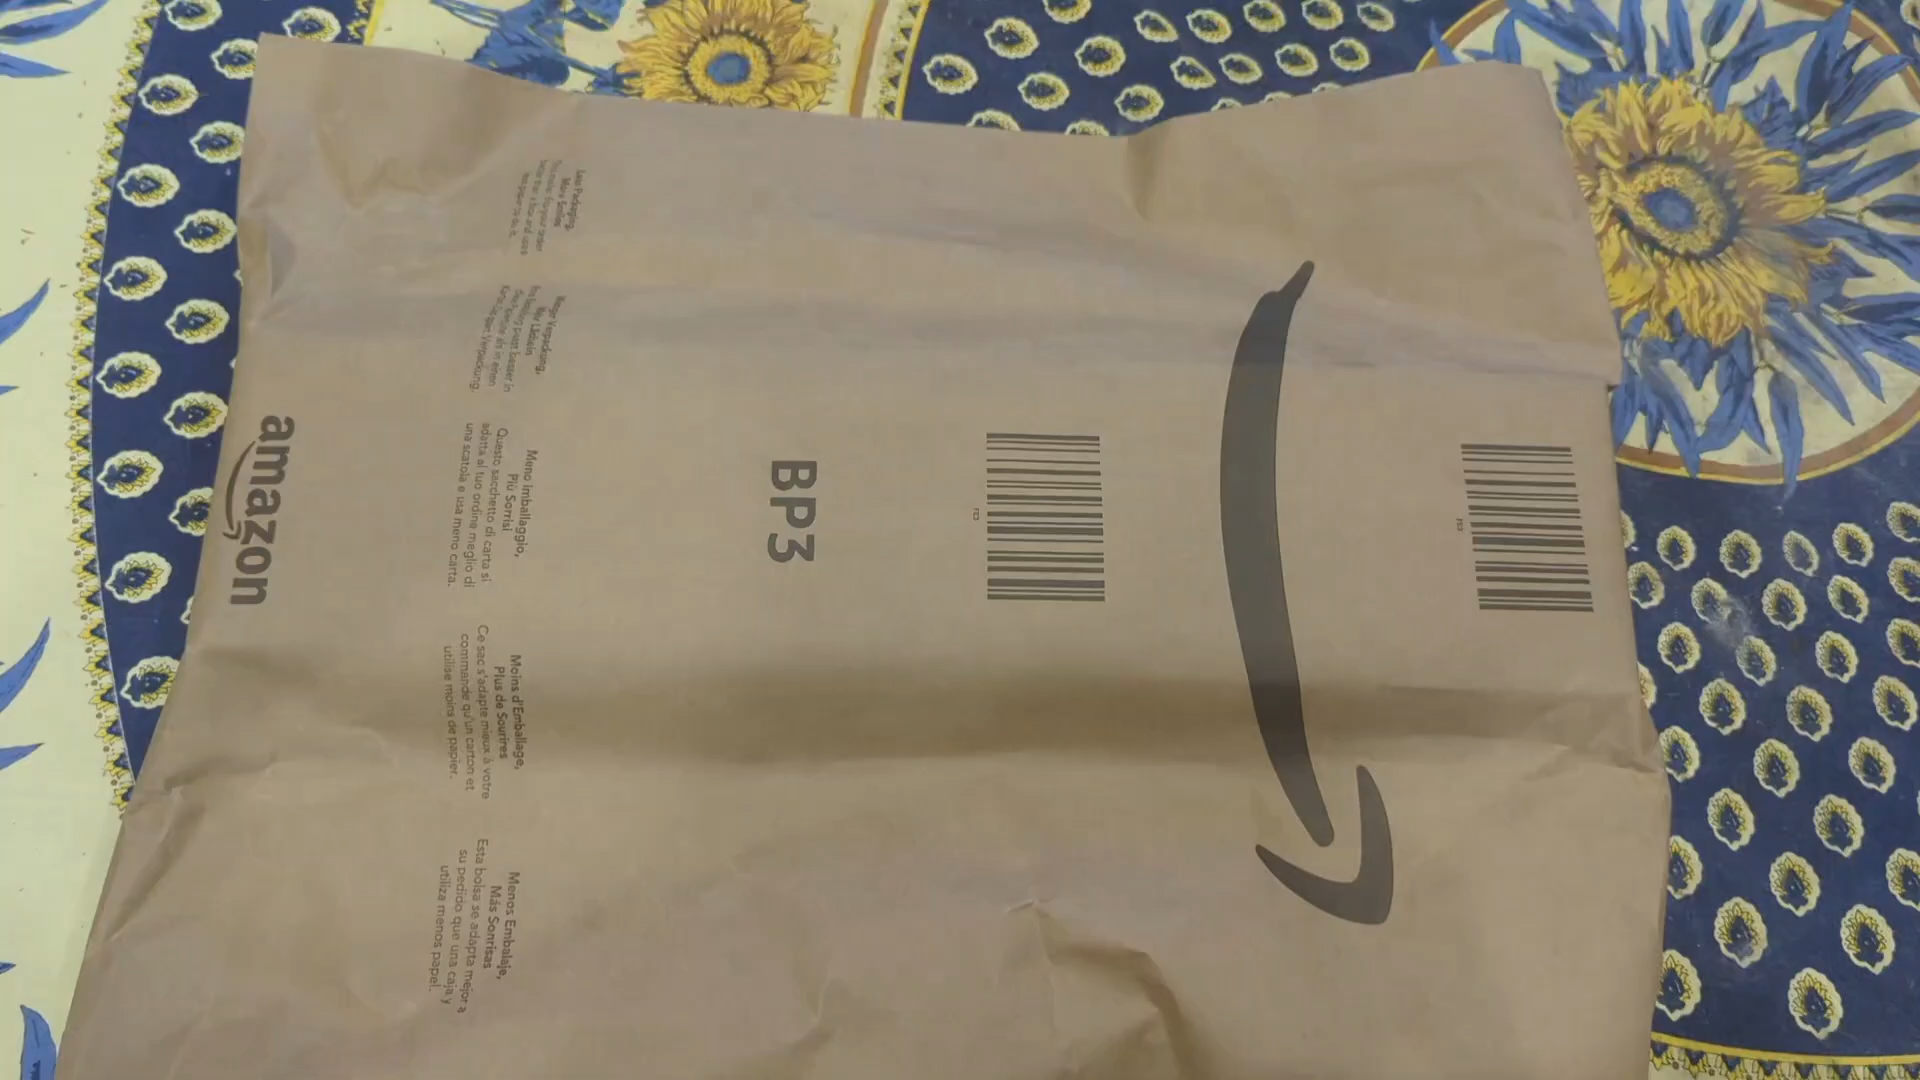 amazon
Less Packaging,
More Smiles
Weniger Verpackung,
Mehr Lächeln
Meno Imballaggio,
Più Sorrisi
Questo sacchetto di carta si
adatta al tuo ordine meglio di
una scatola e usa meno carta.
Moins d'Emballage,
Plus de Sourires
Ce sac s'adapte mieux à votre
commande qu'un carton et
utilise moins de papier.
Menos Embalaje,
Más Sonrisas
Esta bolsa se adapta mejor a
su pedido que una caja y
utiliza menos papel.
BP3